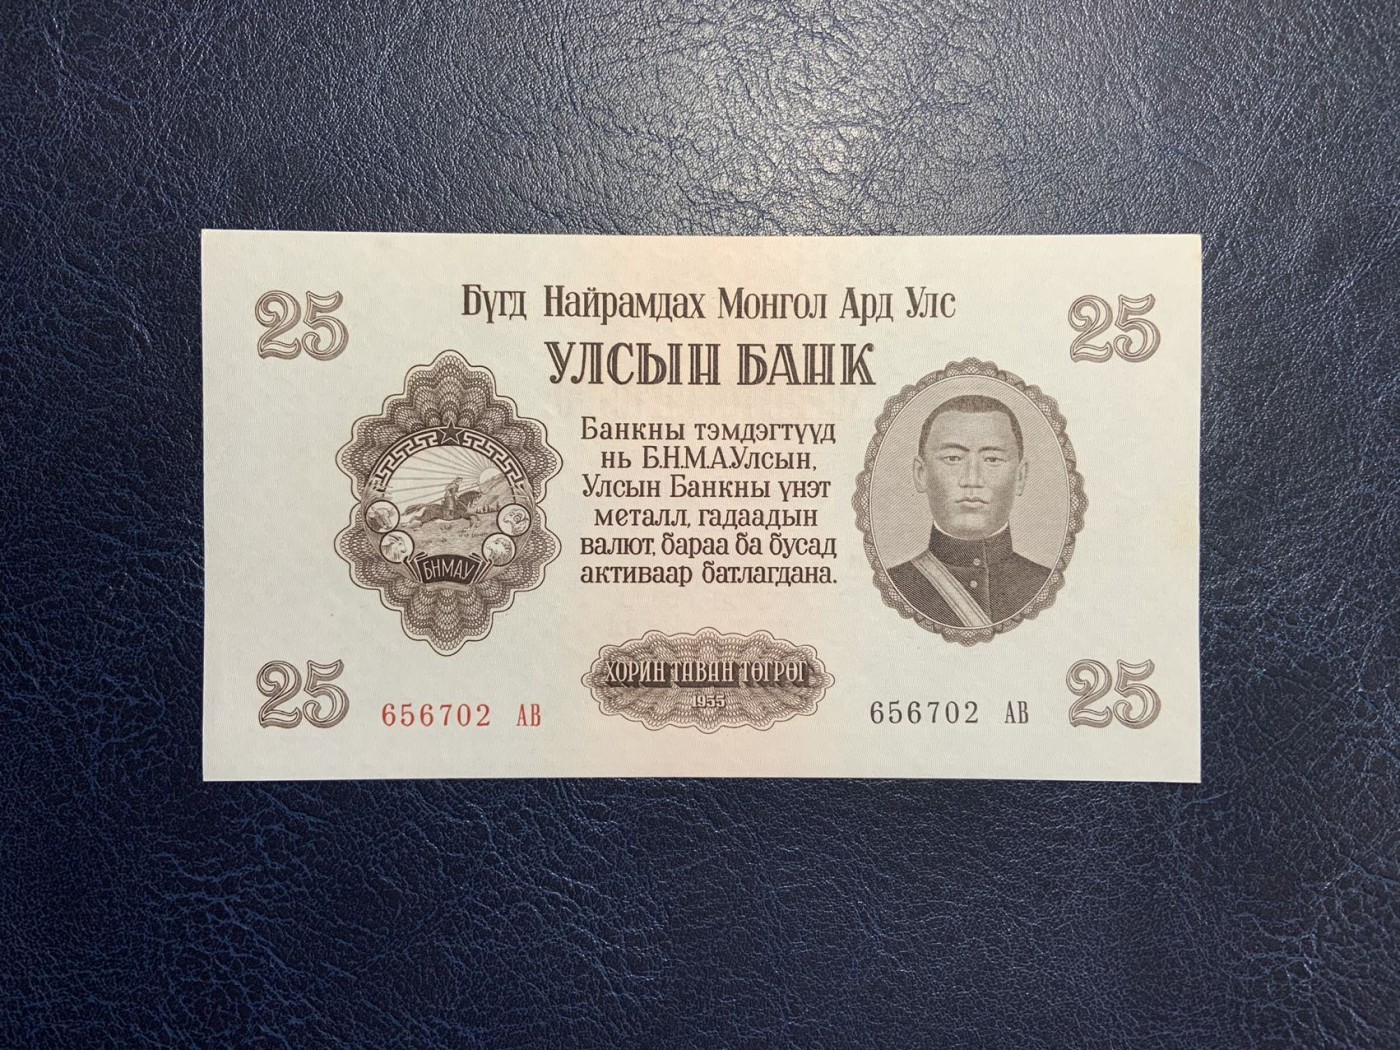 25 Бүгд Найрамдах Монгол Ард Улс 25
УЛСЫН БАНК
Банкны тэмдэгтүүд
нь Б.Н.М.А.Улсын,
Улсын Банкны үнэт
металл, гадаадын
валют, бараа ба бусад
активаар батлагдана.
БНМАУ
ХОРИН ТАВАН ТӨГРӨГ
1955
25 656702 АВ 656702 АВ 25